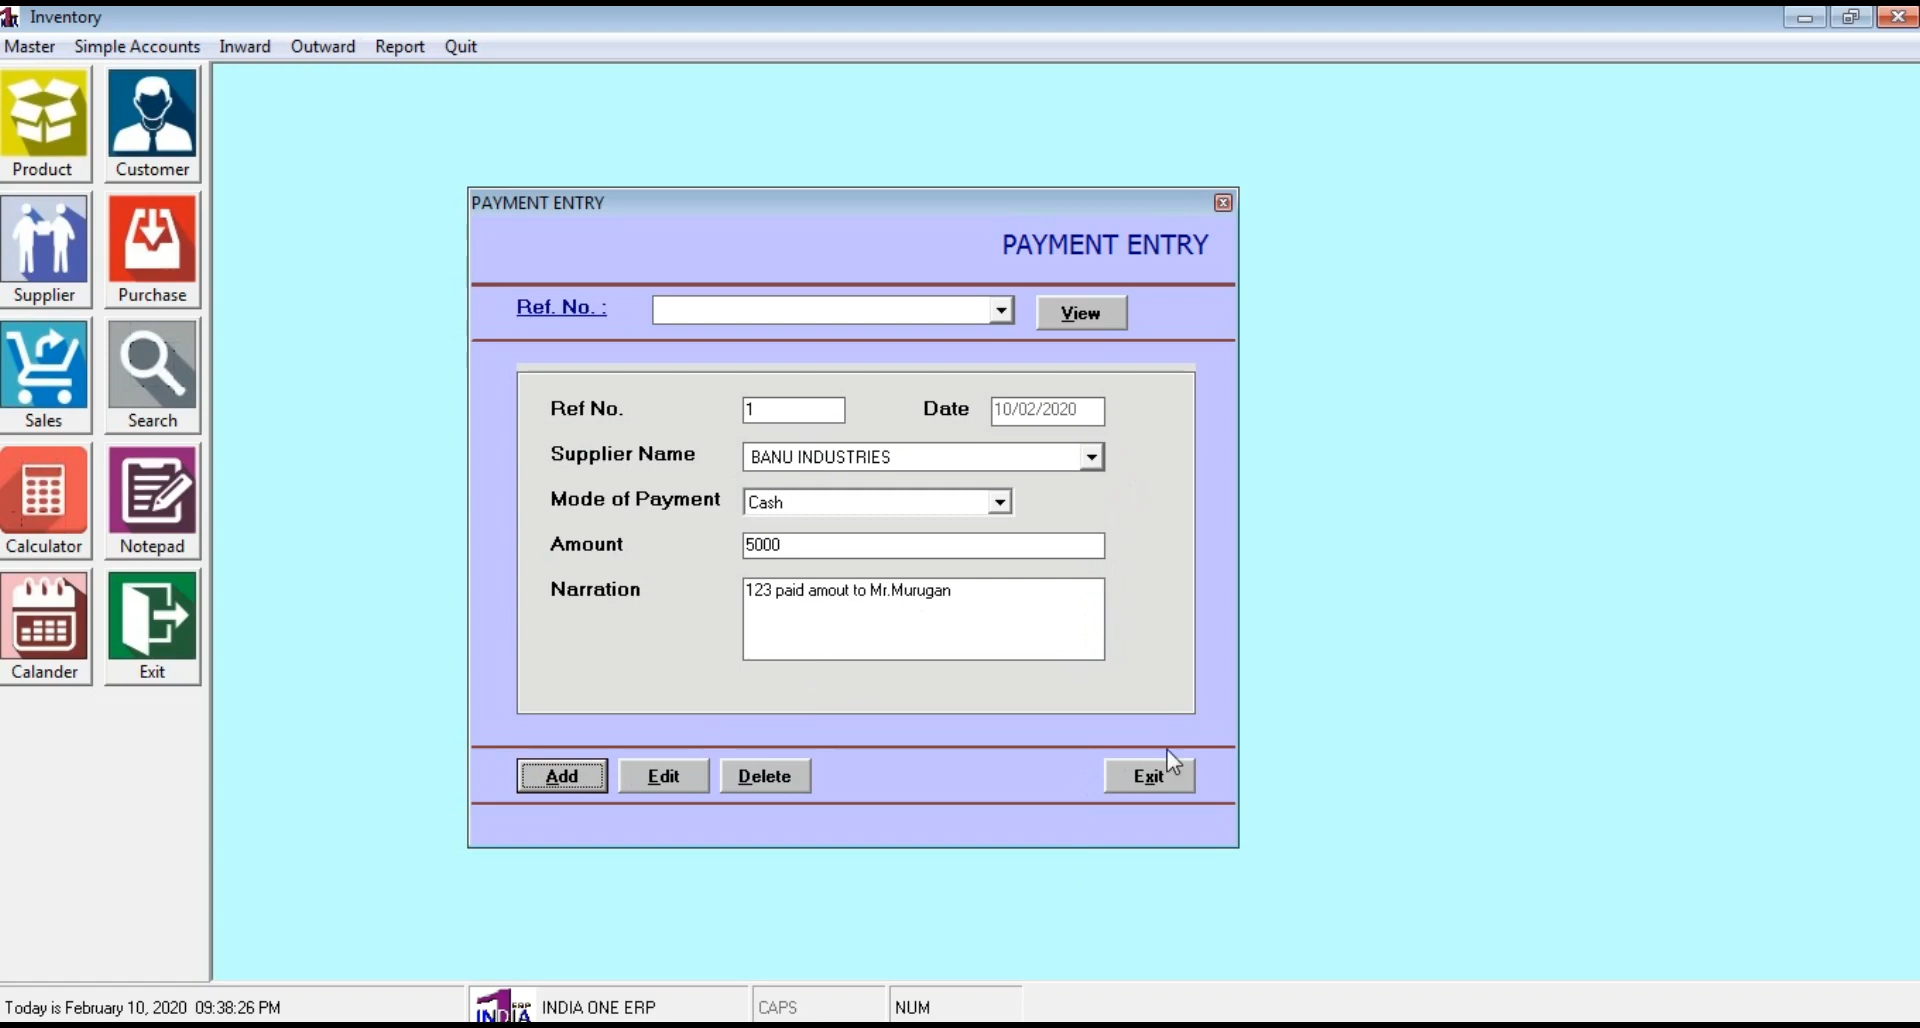 Inventory
Master Simple Accounts Inward Outward Report Quit
Product Customer
Supplier Purchase
Sales Search
Calculator Notepad
Calander Exit
PAYMENT ENTRY
PAYMENT ENTRY
Ref. No. : View
Ref No. 1 Date 10/02/2020
Supplier Name BANU INDUSTRIES
Mode of Payment Cash
Amount 5000
Narration 123 paid amout to Mr.Murugan
Add Edit Delete Exit
Today is February 10, 2020 09:38:26 PM 1 ERP INDIA INDIA ONE ERP CAPS NUM